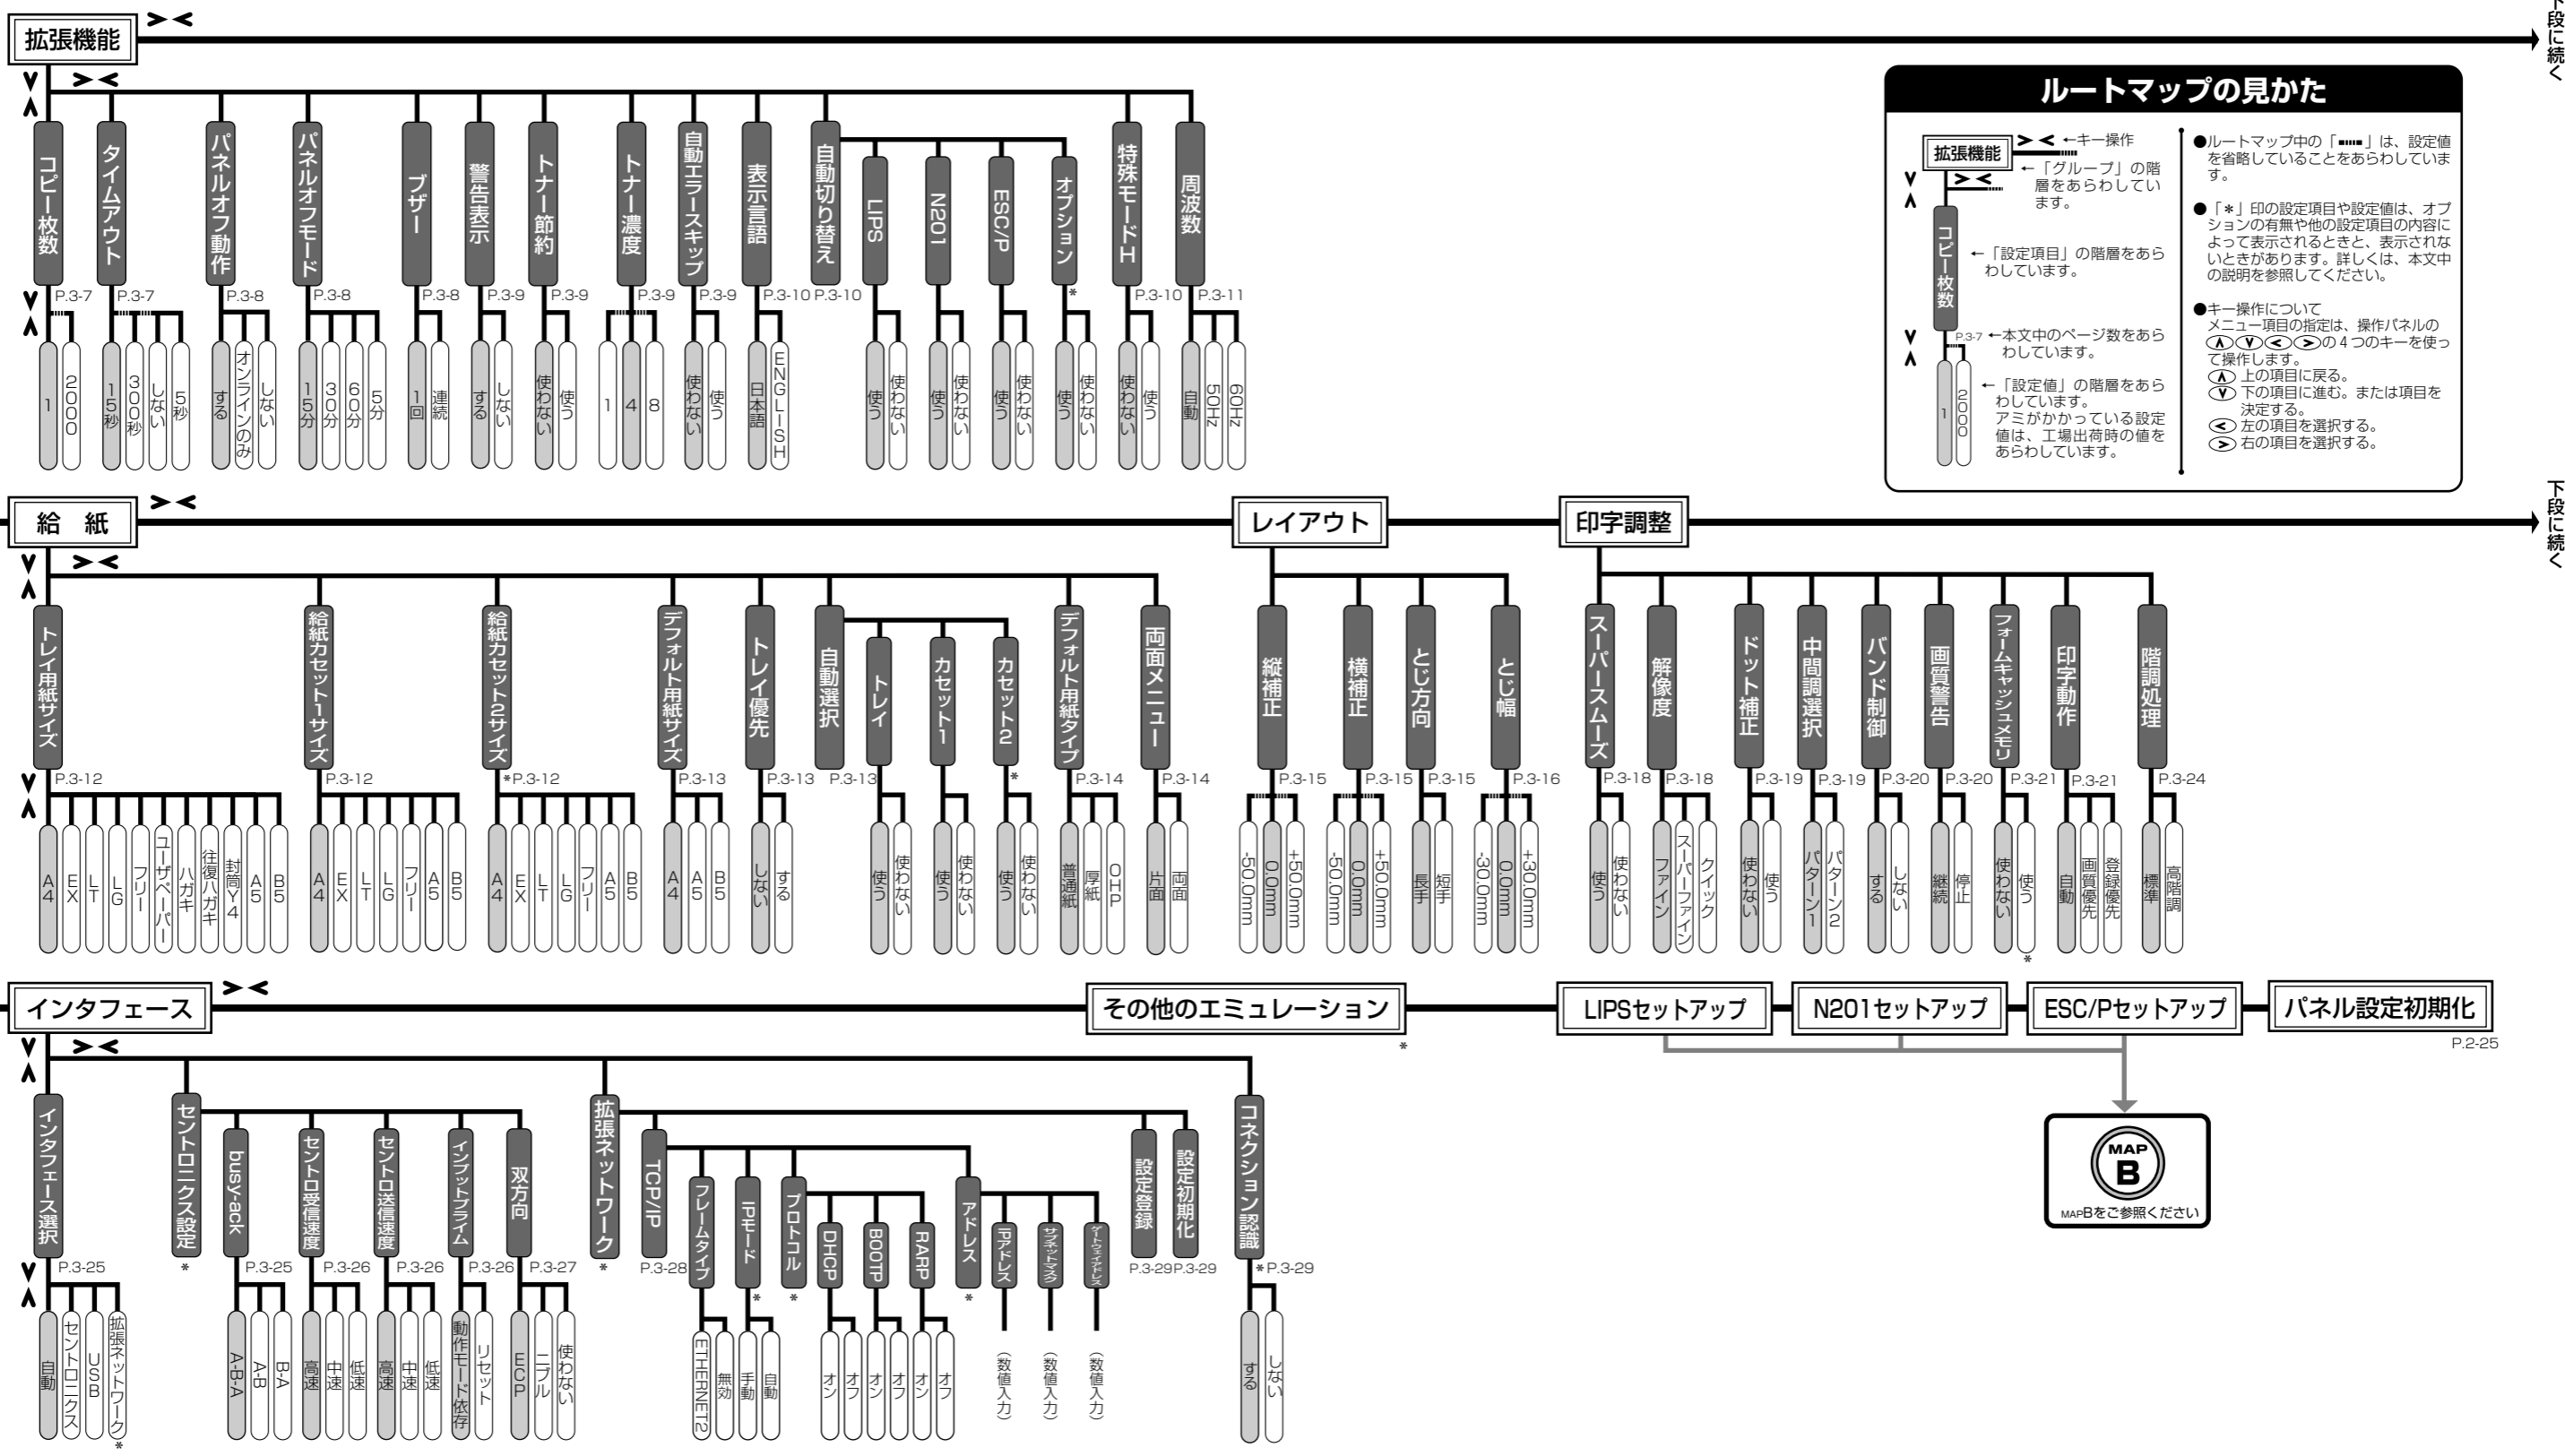 拡張機能
下段に続く
コピー枚数
タイムアウト
パネルオフ動作
パネルオフモード
ブザー
警告表示
トナー節約
トナー濃度
自動エラースキップ
表示言語
自動切り替え
LIPS
N201
ESC/P
オプション
*
特殊モードH
周波数
P.3-7
P.3-7
P.3-8
P.3-8
P.3-8
P.3-9
P.3-9
P.3-9
P.3-9
P.3-10
P.3-10
P.3-10
P.3-11
1
2000
15秒
300秒
しない
5秒
する
オンラインのみ
しない
15分
30分
60分
5分
1回
連続
する
しない
使わない
使う
1
4
8
使わない
使う
日本語
ENGLISH
使う
使わない
使う
使わない
使う
使わない
使う
使わない
使わない
使う
自動
50Hz
60Hz
ルートマップの見かた
拡張機能
←キー操作
←「グループ」の階
層をあらわしてい
ます。
コピー枚数
←「設定項目」の階層をあら
わしています。
P.3-7 ←本文中のページ数をあら
わしています。
1
2000
←「設定値」の階層をあら
わしています。
アミがかかっている設定
値は、工場出荷時の値を
あらわしています。
●ルートマップ中の「 」は、設定値
を省略していることをあらわしていま
す。
●「*」印の設定項目や設定値は、オプ
ションの有無や他の設定項目の内容に
よって表示されるときと、表示されな
いときがあります。詳しくは、本文中
の説明を参照してください。
●キー操作について
メニュー項目の指定は、操作パネルの
∧∨<>の4つのキーを使っ
て操作します。
∧ 上の項目に戻る。
∨ 下の項目に進む。または項目を
決定する。
< 左の項目を選択する。
> 右の項目を選択する。
給 紙
レイアウト
印字調整
下段に続く
トレイ用紙サイズ
給紙カセット1サイズ
給紙カセット2サイズ
デフォルト用紙サイズ
トレイ優先
自動選択
トレイ
カセット1
カセット2
*
デフォルト用紙タイプ
両面メニュー
縦補正
横補正
とじ方向
とじ幅
スーパースムーズ
解像度
ドット補正
中間調選択
バンド制御
画質警告
フォームキャッシュメモリ
印字動作
階調処理
P.3-12
P.3-12
*P.3-12
P.3-13
P.3-13
P.3-13
P.3-14
P.3-14
P.3-15
P.3-15
P.3-15
P.3-16
P.3-18
P.3-18
P.3-19
P.3-19
P.3-20
P.3-20
P.3-21
P.3-21
P.3-24
A4
EX
LT
LG
フリー
ユーザペーパー
ハガキ
往復ハガキ
封筒Y4
A5
B5
A4
EX
LT
LG
フリー
A5
B5
A4
EX
LT
LG
フリー
A5
B5
A4
A5
B5
しない
する
使う
使わない
使う
使わない
使う
使わない
普通紙
厚紙
OHP
片面
両面
-50.0mm
0.0mm
+50.0mm
-50.0mm
0.0mm
+50.0mm
長手
短手
-30.0mm
0.0mm
+30.0mm
使う
使わない
ファイン
スーパーファイン
クイック
使わない
使う
パターン1
パターン2
する
しない
継続
停止
使わない
使う
*
自動
画質優先
登録優先
標準
高階調
インタフェース
その他のエミュレーション
*
LIPSセットアップ
N201セットアップ
ESC/Pセットアップ
パネル設定初期化
P.2-25
インタフェース選択
セントロニクス設定
*
busy-ack
セントロ受信速度
セントロ送信速度
インプットプライム
双方向
拡張ネットワーク
*
TCP/IP
フレームタイプ
IPモード
*
プロトコル
*
DHCP
BOOTP
RARP
アドレス
*
IPアドレス
サブネットマスク
ゲートウェイアドレス
設定登録
設定初期化
コネクション認識
P.3-25
P.3-25
P.3-26
P.3-26
P.3-26
P.3-27
P.3-28
P.3-29
P.3-29
*P.3-29
自動
セントロニクス
USB
拡張ネットワーク
*
A-B-A
A-B
B-A
高速
中速
低速
高速
中速
低速
動作モード依存
リセット
ECP
ニブル
使わない
ETHERNET2
無効
手動
自動
オン
オフ
オン
オフ
オン
オフ
(数値入力)
(数値入力)
(数値入力)
する
しない
MAP
B
MAPBをご参照ください